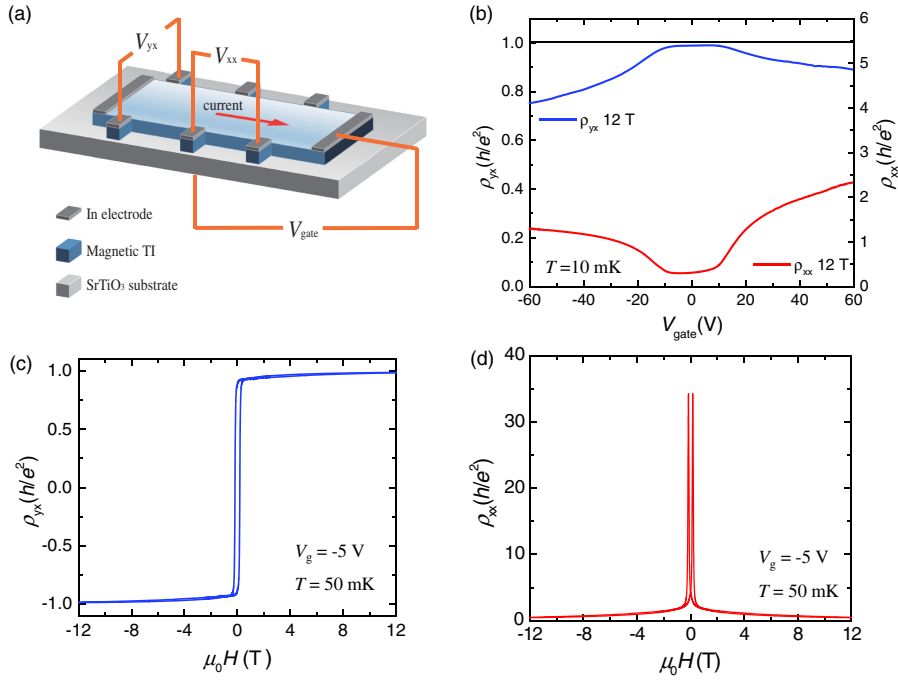 (a)
V_yx
V_xx
current
V_gate
In electrode
Magnetic TI
SrTiO₃ substrate
(b)
1.0
0.8
0.6
0.4
0.2
0.0
ρ_yx(h/e²)
6
5
4
3
2
1
0
ρ_xx(h/e²)
ρ_yx 12 T
T=10 mK
ρ_xx 12 T
-60
-40
-20
0
20
40
60
V_gate(V)
(c)
1.0
0.5
0.0
-0.5
-1.0
ρ_yx(h/e²)
V_g = -5 V
T = 50 mK
-12
-8
-4
0
4
8
12
μ₀H (T)
(d)
40
30
20
10
0
ρ_xx(h/e²)
V_g = -5 V
T = 50 mK
-12
-8
-4
0
4
8
12
μ₀H (T)